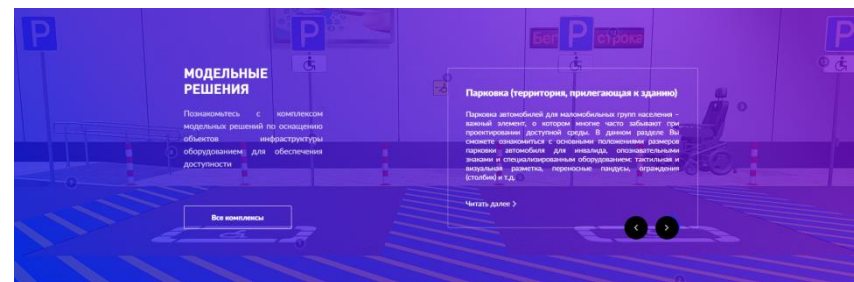 P
P
P
Бег
строка
МОДЕЛЬНЫЕ
РЕШЕНИЯ
Познакомьтесь с комплексом
модельных решений по оснащению
объектов инфраструктуры
оборудованием для обеспечения
доступности
Все комплексы
Парковка (территория, прилегающая к зданию)
Парковка автомобилей для маломобильных групп населения –
важный элемент, о котором многие часто забывают при
проектировании доступной среды. В данном разделе Вы
сможете ознакомиться с основными положениями размеров
парковки автомобиля для инвалида, опознавательными
знаками и специализированным оборудованием: тактильная и
визуальная разметка, переносные пандусы, ограждения
(столбик) и т.д.
Читать далее >